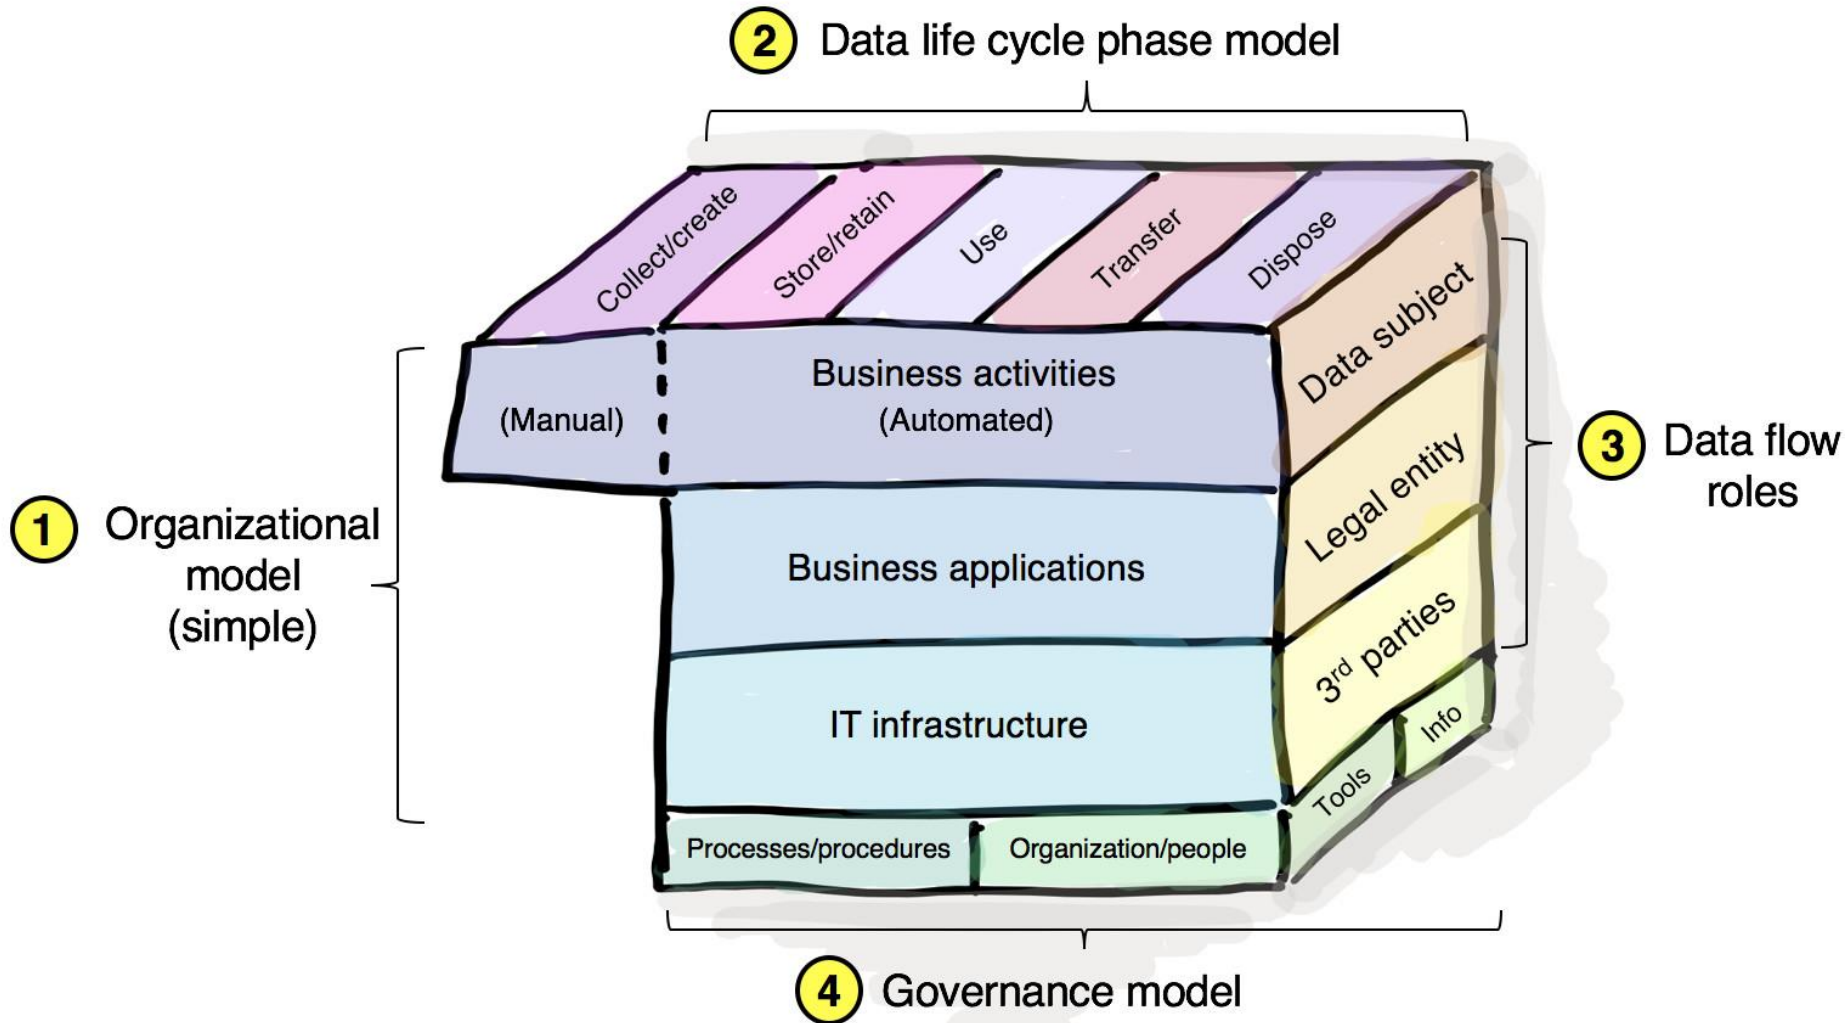 2 Data life cycle phase model
Collect/create
Store/retain
Use
Transfer
Dispose
1 Organizational
model
(simple)
Business activities
(Manual)
(Automated)
Business applications
IT infrastructure
Data subject
Legal entity
3rd parties
3 Data flow
roles
Processes/procedures
Organization/people
Tools
Info
4 Governance model